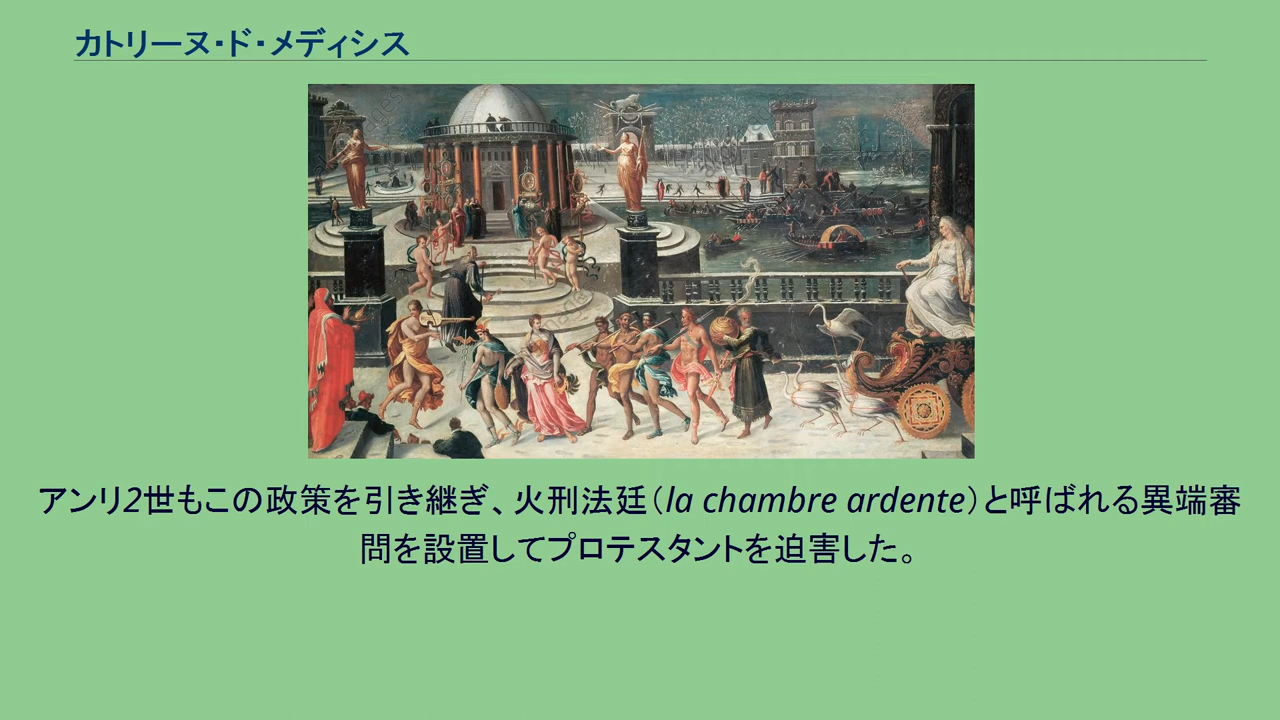 カトリーヌ・ド・メディシス
アンリ2世もこの政策を引き継ぎ、火刑法廷（la chambre ardente）と呼ばれる異端審
問を設置してプロテスタントを迫害した。